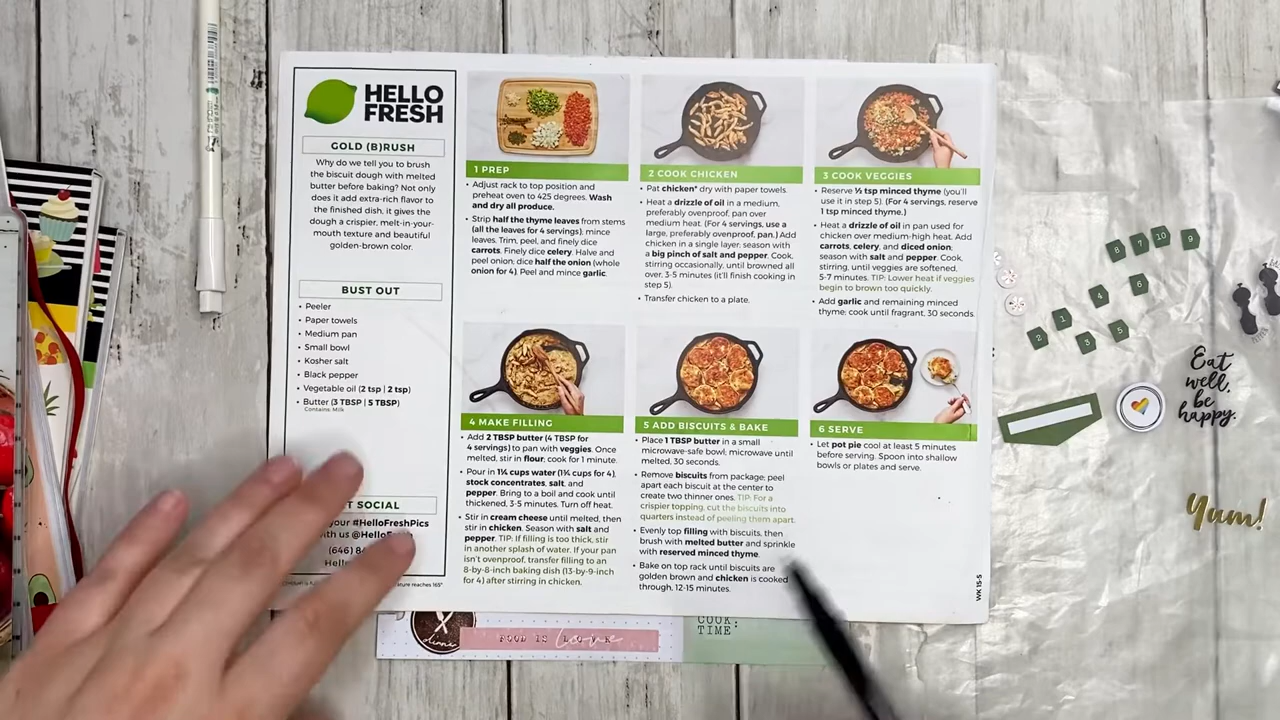 HELLO
FRESH
GOLD (B)RUSH
Why do we tell you to brush
the biscuit dough with melted
butter before baking? Not only
does it add extra-rich flavor to
the finished dish, it gives the
dough a crispier, melt-in-your-
mouth texture and beautiful
golden-brown color.
BUST OUT
• Peeler
• Paper towels
• Medium pan
• Small bowl
• Kosher salt
• Black pepper
• Vegetable oil (2 tsp | 2 tsp)
• Butter (3 TBSP | 5 TBSP)
Contains: Milk
SOCIAL
your #HelloFreshPics
with us @HelloFresh
(646) 84
Hello
1 PREP
• Adjust rack to top position and
preheat oven to 425 degrees. Wash
and dry all produce.
• Strip half the thyme leaves from stems
(all the leaves for 4 servings); mince
leaves. Trim, peel, and finely dice
carrots. Finely dice celery. Halve and
peel onion; dice half the onion (whole
onion for 4). Peel and mince garlic.
2 COOK CHICKEN
• Pat chicken* dry with paper towels.
• Heat a drizzle of oil in a medium,
preferably ovenproof, pan over
medium heat. (For 4 servings, use a
large, preferably ovenproof, pan.) Add
chicken in a single layer; season with
a big pinch of salt and pepper. Cook,
stirring occasionally, until browned all
over, 3-5 minutes (it'll finish cooking in
step 5).
• Transfer chicken to a plate.
3 COOK VEGGIES
• Reserve ½ tsp minced thyme (you'll
use it in step 5). (For 4 servings, reserve
1 tsp minced thyme.)
• Heat a drizzle of oil in pan used for
chicken over medium-high heat. Add
carrots, celery, and diced onion;
season with salt and pepper. Cook,
stirring, until veggies are softened,
5-7 minutes. TIP: Lower heat if veggies
begin to brown too quickly.
• Add garlic and remaining minced
thyme; cook until fragrant, 30 seconds.
4 MAKE FILLING
• Add 2 TBSP butter (4 TBSP for
4 servings) to pan with veggies. Once
melted, stir in flour; cook for 1 minute.
• Pour in 1¼ cups water (1¾ cups for 4),
stock concentrates, salt, and
pepper. Bring to a boil and cook until
thickened, 3-5 minutes. Turn off heat.
• Stir in cream cheese until melted, then
stir in chicken. Season with salt and
pepper. TIP: If filling is too thick, stir
in another splash of water. If your pan
isn't ovenproof, transfer filling to an
8-by-8-inch baking dish (13-by-9-inch
for 4) after stirring in chicken.
5 ADD BISCUITS & BAKE
• Place 1 TBSP butter in a small
microwave-safe bowl; microwave until
melted, 30 seconds.
• Remove biscuits from package; peel
apart each biscuit at the center to
create two thinner ones. TIP: For a
crispier topping, cut the biscuits into
quarters instead of peeling them apart.
• Evenly top filling with biscuits, then
brush with melted butter and sprinkle
with reserved minced thyme.
• Bake on top rack until biscuits are
golden brown and chicken is cooked
through, 12-15 minutes.
6 SERVE
• Let pot pie cool at least 5 minutes
before serving. Spoon into shallow
bowls or plates and serve.
WK 15-5
FOOD IS Love
COOK:
TIME:
8 7 10 9
4 6
2 1 3 5
Eat
well,
be
happy.
Yum!